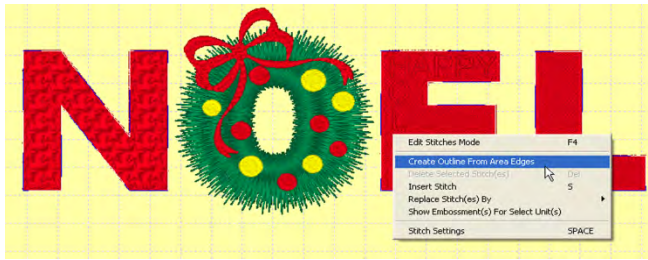 NOEL
Edit Stitches Mode F4
Create Outline From Area Edges
Delete Selected Stitch(es) Del
Insert Stitch S
Replace Stitch(es) By
Show Embossment(s) For Select Unit(s)
Stitch Settings SPACE